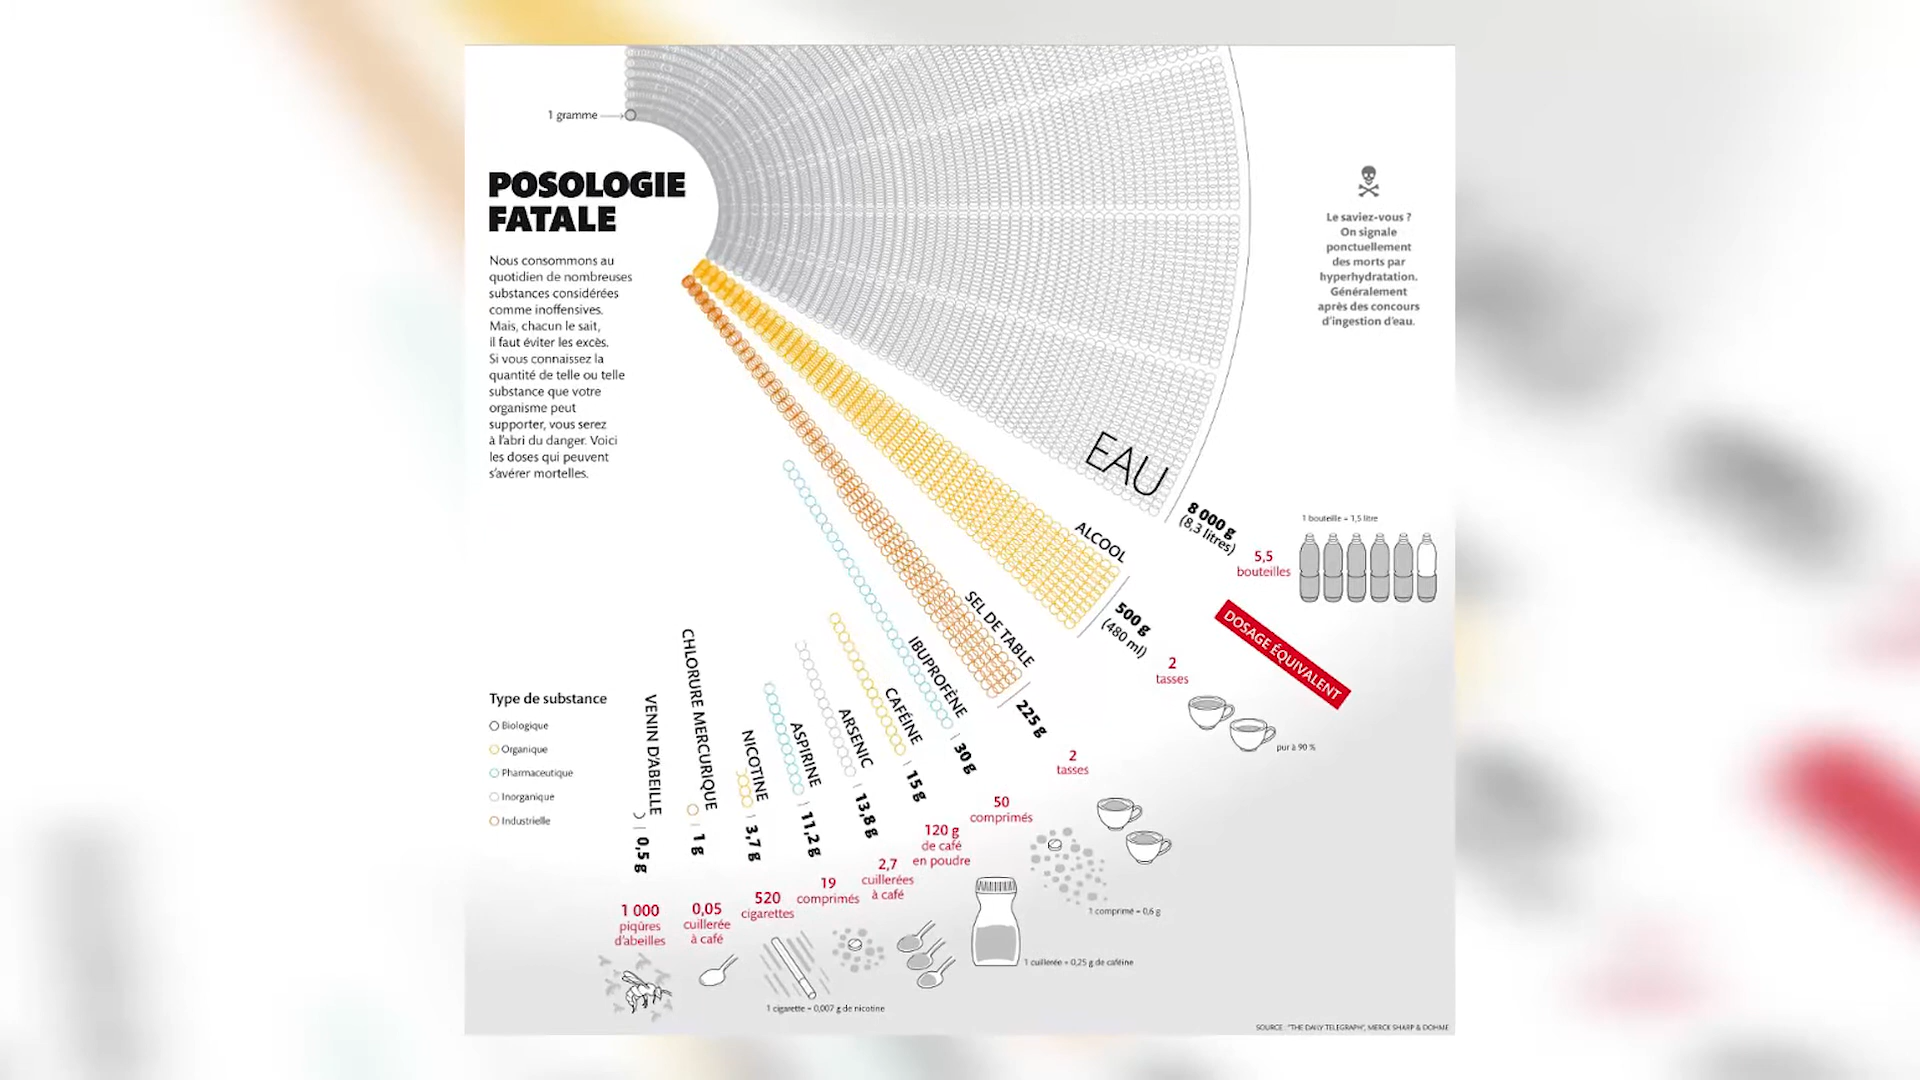 1 gramme
POSOLOGIE
FATALE
Nous consommons au
quotidien de nombreuses
substances considérées
comme inoffensives.
Mais, chacun le sait,
il faut éviter les excès.
Si vous connaissez la
quantité de telle ou telle
substance que votre
organisme peut
supporter, vous serez
à l'abri du danger. Voici
les doses qui peuvent
s'avérer mortelles.
Le saviez-vous ?
On signale
ponctuellement
des morts par
hyperhydratation.
Généralement
après des concours
d'ingestion d'eau.
EAU
8 000 g
(8,3 litres)
5,5
bouteilles
1 bouteille = 1,5 litre
DOSAGE ÉQUIVALENT
ALCOOL
500 g
(480 ml)
2
tasses
pur à 90 %
SEL DE TABLE
225 g
2
tasses
IBUPROFÈNE
30 g
50
comprimés
1 comprimé = 0,6 g
CAFÉINE
15 g
120 g
de café
en poudre
1 cuillerée = 0,25 g de caféine
ARSENIC
13,8 g
2,7
cuillerées
à café
ASPIRINE
11,2 g
19
comprimés
NICOTINE
3,7 g
520
cigarettes
1 cigarette = 0,007 g de nicotine
CHLORURE MERCURIQUE
1 g
0,05
cuillerée
à café
VENIN D'ABEILLE
0,5 g
1 000
piqûres
d'abeilles
Type de substance
Biologique
Organique
Pharmaceutique
Inorganique
Industrielle
SOURCE : "THE DAILY TELEGRAPH", MERCK SHARP & DOHME